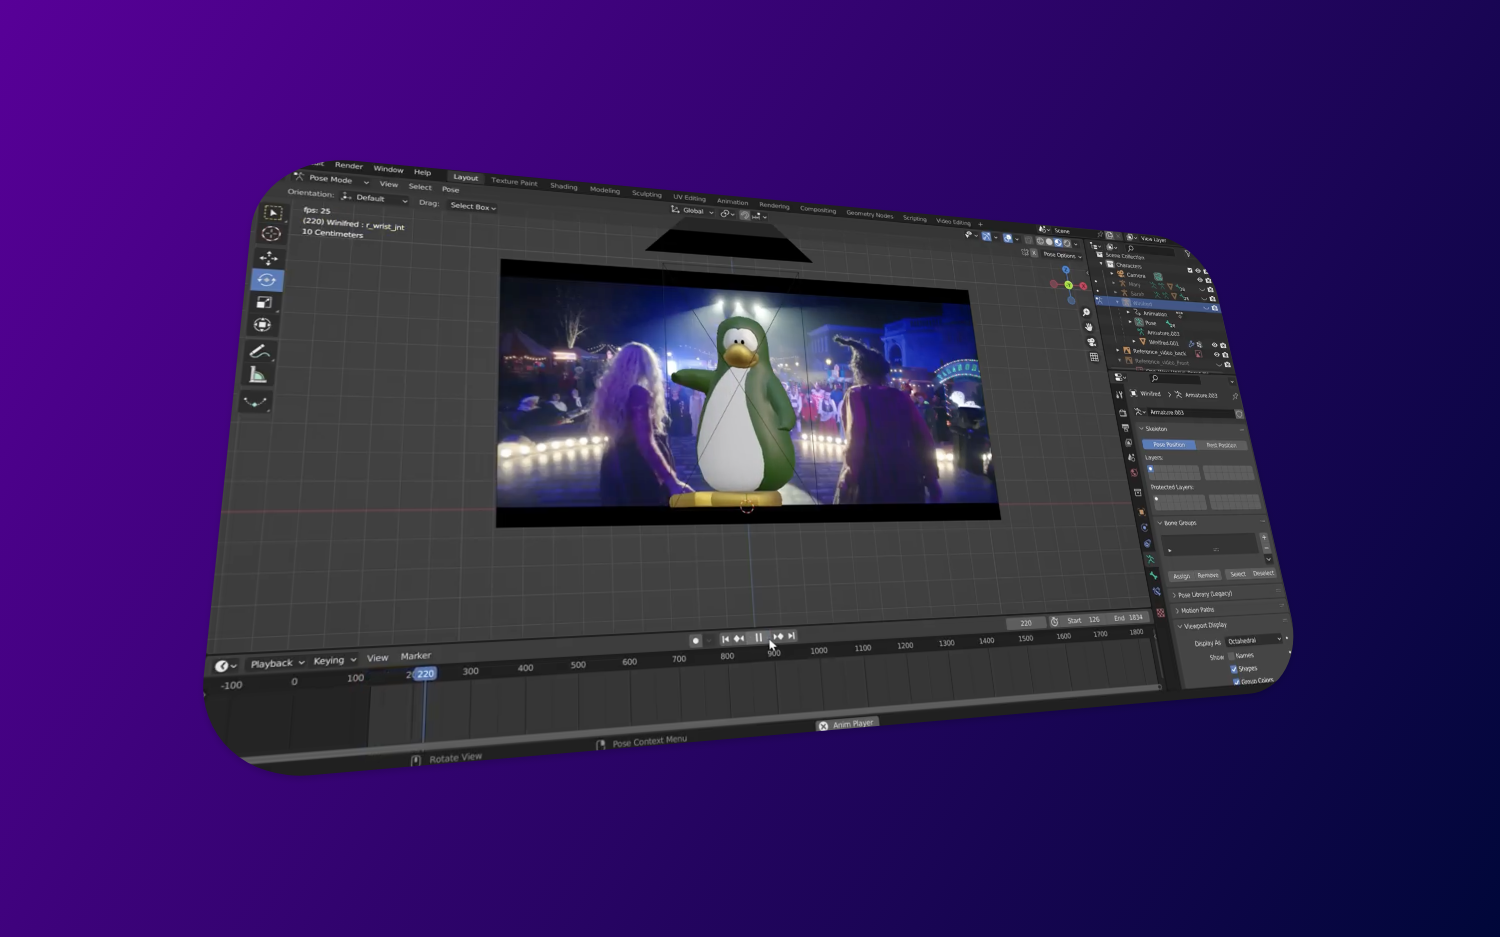 Render Window Help
Layout Texture Paint Shading Modeling Sculpting UV Editing Animation Rendering Compositing Geometry Nodes Scripting Video Editing +
Scene
View Layer
Pose Mode View Select Pose
Orientation: Default Drag: Select Box
Global
Pose Options
fps: 25
(220) Winifred : r_wrist_jnt
10 Centimeters
Scene Collection
Characters
Camera
Mary
Sarah
Winifred
Animation
Pose
Armature.003
Winifred.001
Reference_video_back
Reference_video_Front
Winifred > Armature.003
Armature.003
Skeleton
Pose Position Rest Position
Layers:
Protected Layers:
Bone Groups
Assign Remove Select Deselect
Pose Library (Legacy)
Motion Paths
Viewport Display
Display As Octahedral
Show Names
Shapes
Group Colors
220 Start 126 End 1834
Playback Keying View Marker
-100 0 100 220 300 400 500 600 700 800 900 1000 1100 1200 1300 1400 1500 1600 1700 1800
Rotate View
Pose Context Menu
Anim Player